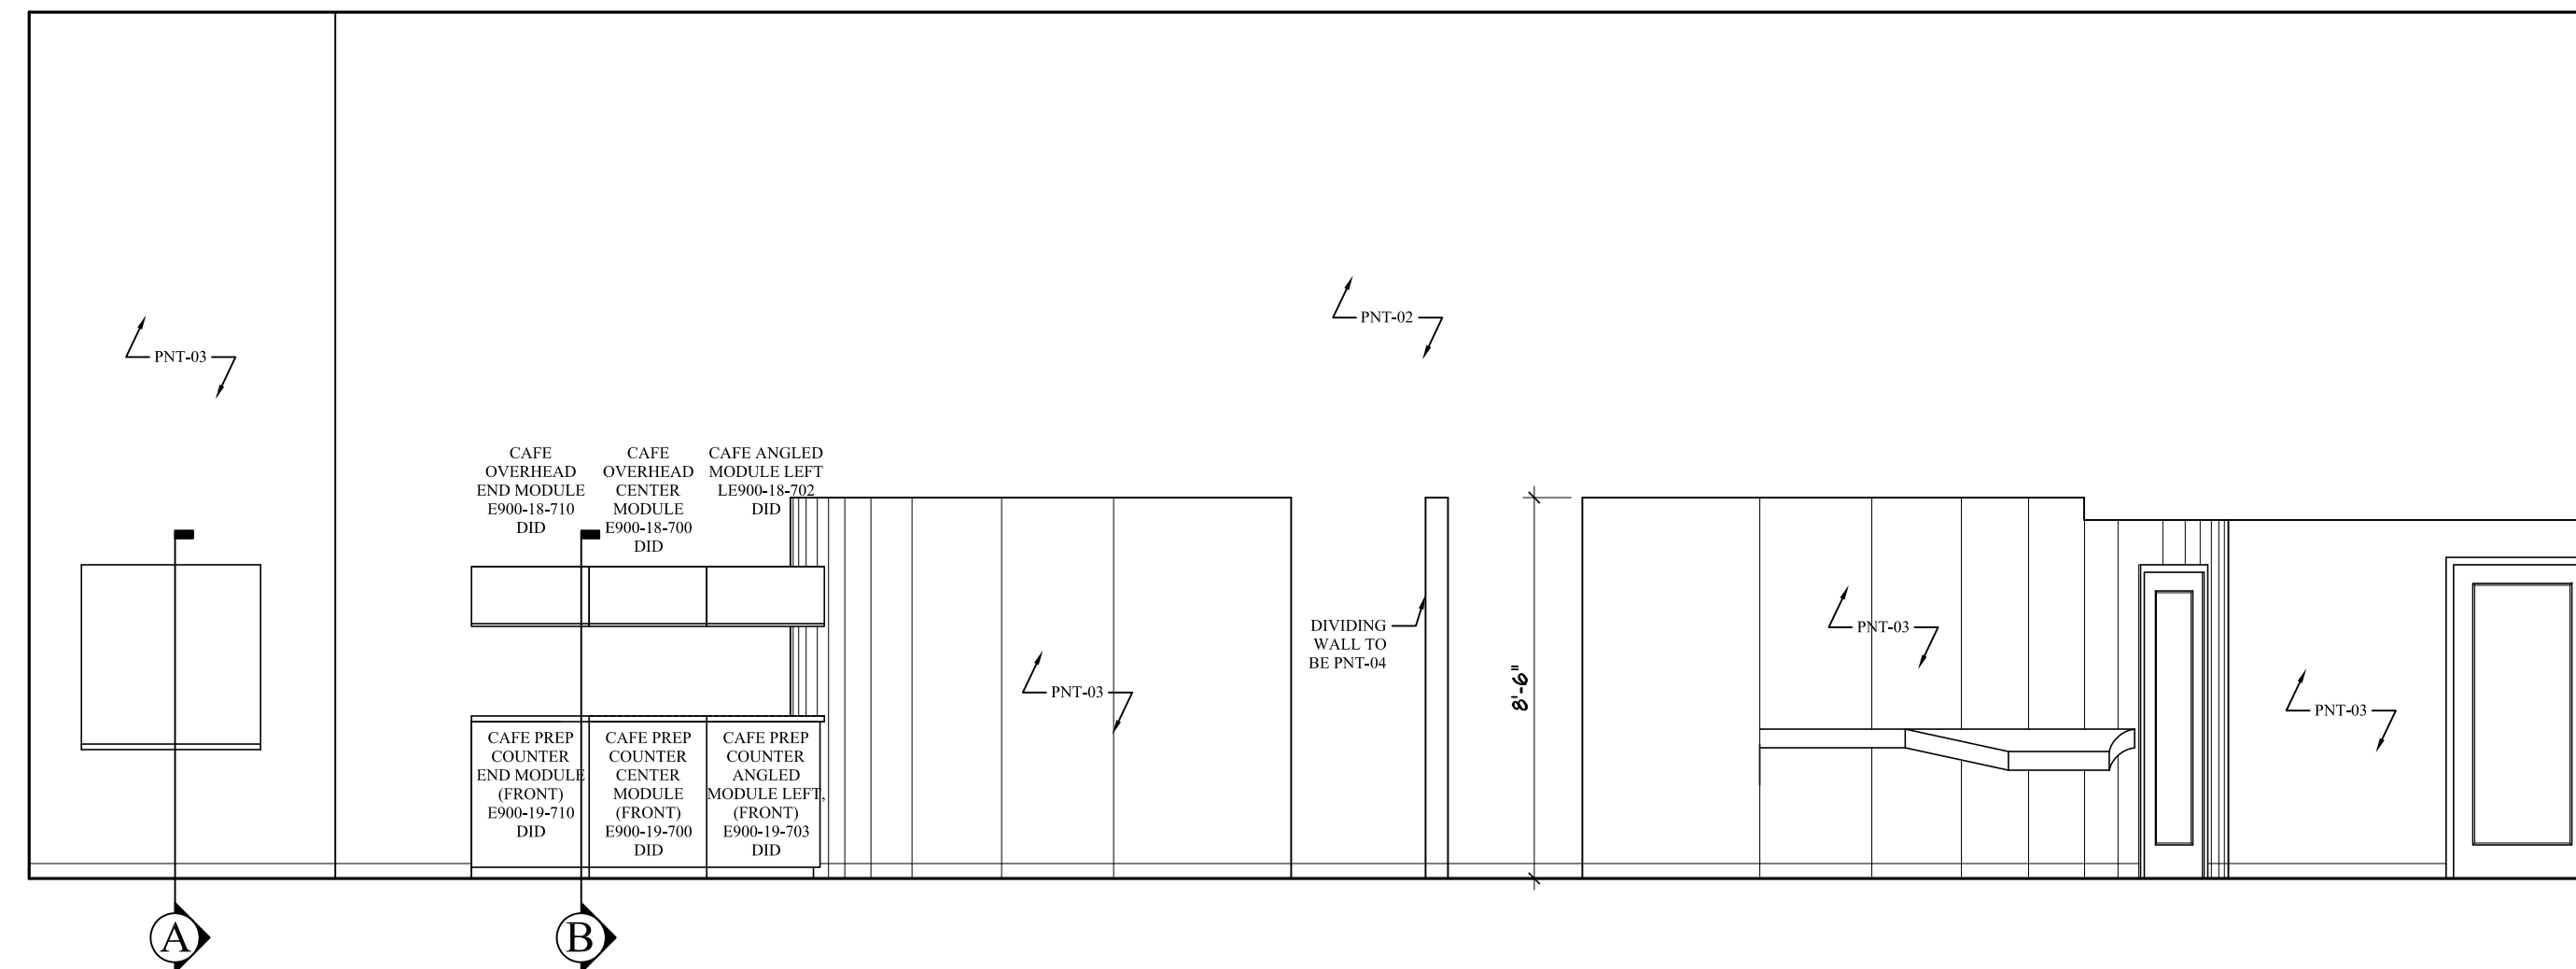 PNT-02
PNT-03
CAFE
OVERHEAD
END MODULE
E900-18-710
DID
CAFE
OVERHEAD
CENTER
MODULE
E900-18-700
DID
CAFE ANGLED
MODULE LEFT
LE900-18-702
DID
DIVIDING
WALL TO
BE PNT-04
8'-6"
PNT-03
PNT-03
PNT-03
CAFE PREP
COUNTER
END MODULE
(FRONT)
E900-19-710
DID
CAFE PREP
COUNTER
CENTER
MODULE
(FRONT)
E900-19-700
DID
CAFE PREP
COUNTER
ANGLED
MODULE LEFT,
(FRONT)
E900-19-703
DID
A
B